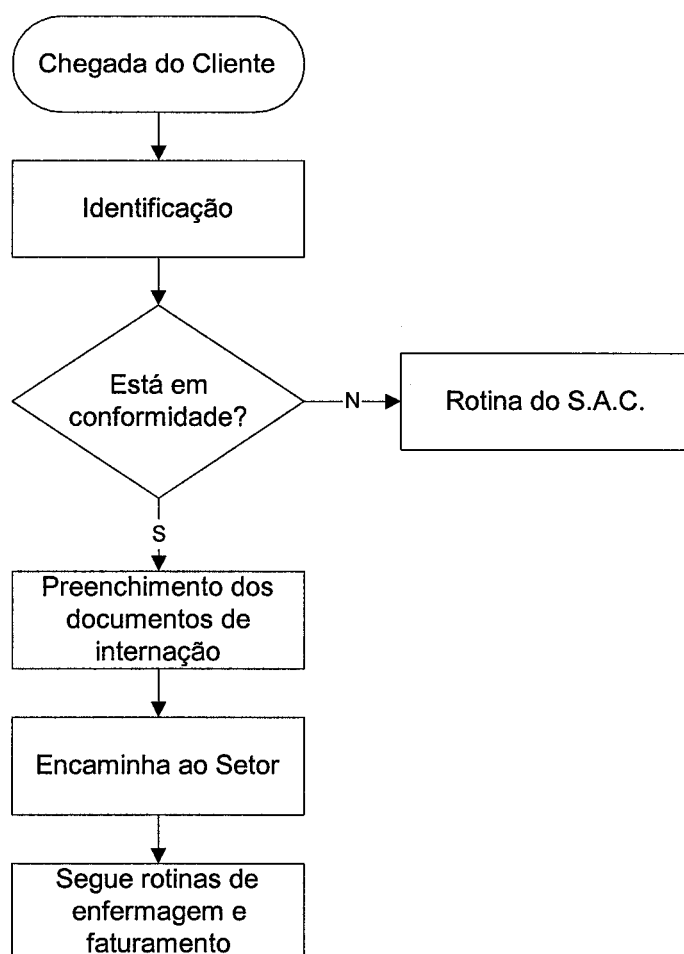 Chegada do Cliente
Identificação
Está em
conformidade?
N
Rotina do S.A.C.
S
Preenchimento dos
documentos de
internação
Encaminha ao Setor
Segue rotinas de
enfermagem e
faturamento